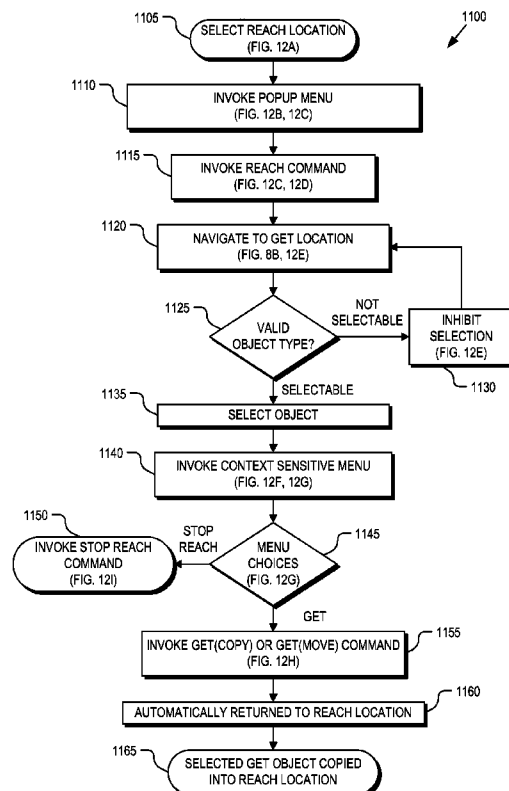 1105
SELECT REACH LOCATION
(FIG. 12A)
1100
1110
INVOKE POPUP MENU
(FIG. 12B, 12C)
1115
INVOKE REACH COMMAND
(FIG. 12C, 12D)
1120
NAVIGATE TO GET LOCATION
(FIG. 8B, 12E)
1125
VALID
OBJECT TYPE?
NOT
SELECTABLE
INHIBIT
SELECTION
(FIG. 12E)
1130
SELECTABLE
1135
SELECT OBJECT
1140
INVOKE CONTEXT SENSITIVE MENU
(FIG. 12F, 12G)
1150
INVOKE STOP REACH
COMMAND
(FIG. 12I)
STOP
REACH
1145
MENU
CHOICES
(FIG. 12G)
GET
1155
INVOKE GET(COPY) OR GET(MOVE) COMMAND
(FIG. 12H)
1160
AUTOMATICALLY RETURNED TO REACH LOCATION
1165
SELECTED GET OBJECT COPIED
INTO REACH LOCATION